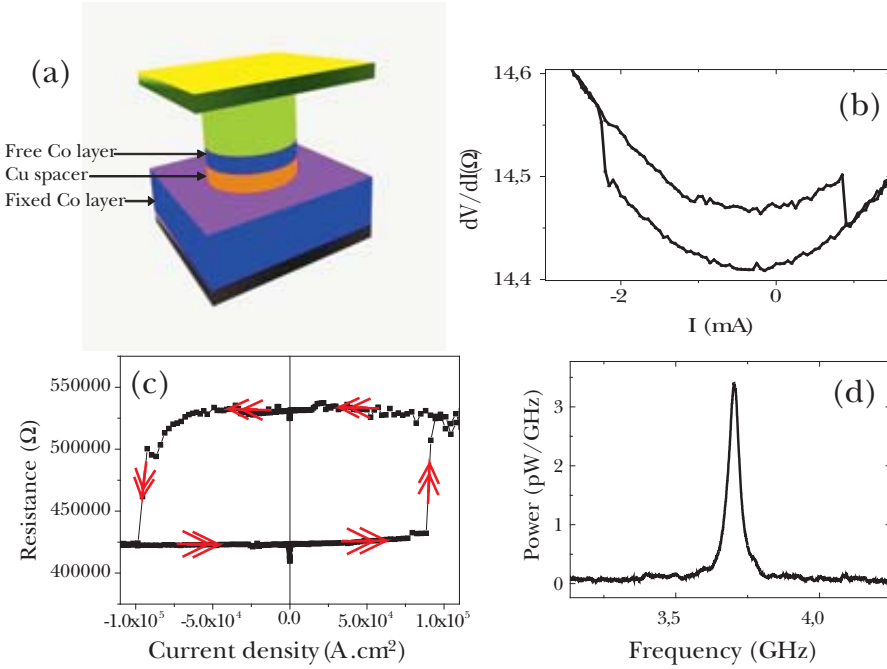 (a)
Free Co layer
Cu spacer
Fixed Co layer
(b)
14,6
14,5
14,4
dV/dI(Ω)
-2
0
I (mA)
(c)
550000
500000
450000
400000
Resistance (Ω)
-1.0x10⁵
-5.0x10⁴
0.0
5.0x10⁴
1.0x10⁵
Current density (A.cm²)
(d)
3
2
1
0
Power (pW/GHz)
3,5
4,0
Frequency (GHz)